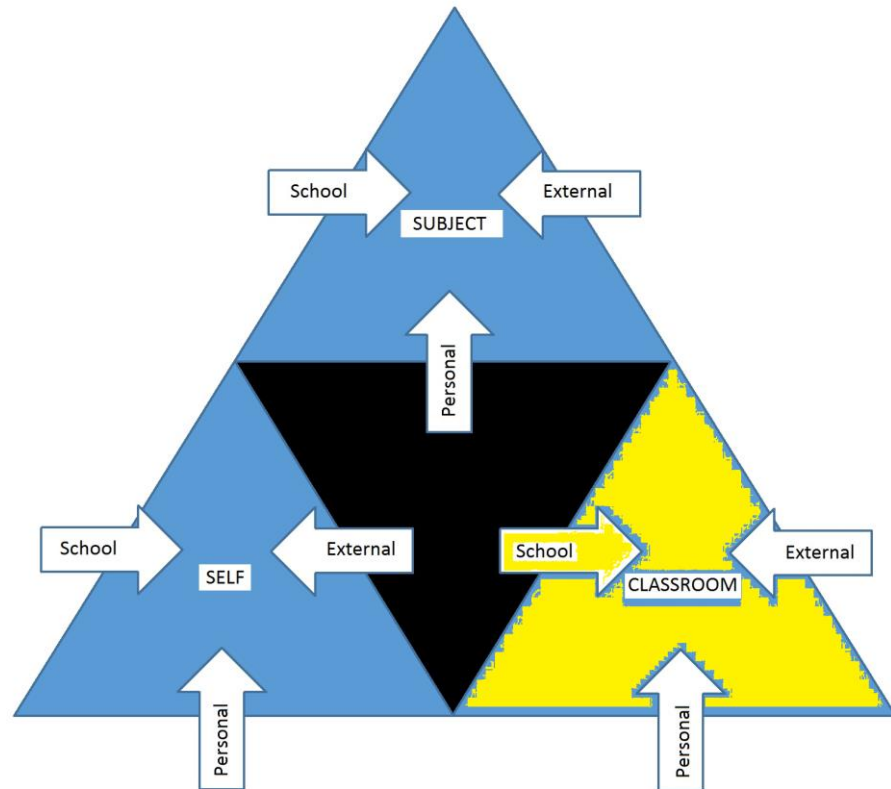 School
External
SUBJECT
Personal
School
External
School
External
SELF
CLASSROOM
Personal
Personal